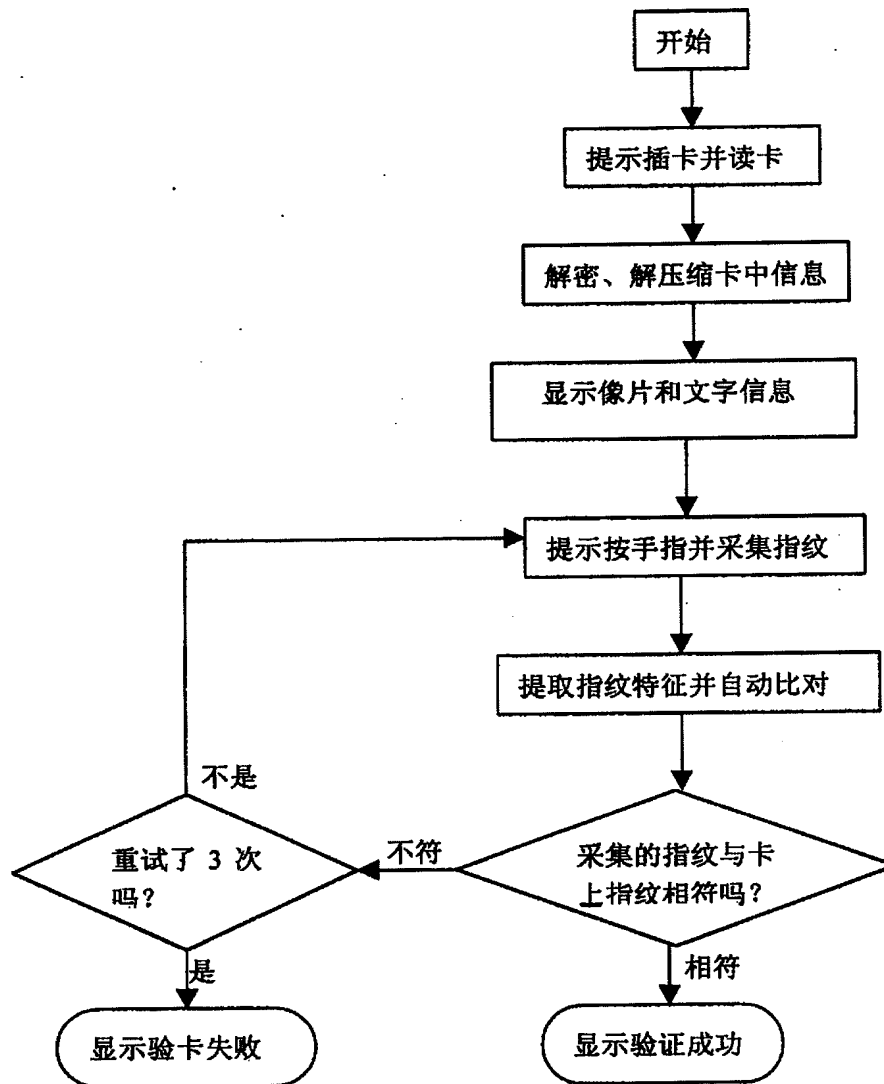 开始
提示插卡并读卡
解密、解压缩卡中信息
显示像片和文字信息
提示按手指并采集指纹
提取指纹特征并自动比对
不是
重试了 3 次
吗?
不符
采集的指纹与卡
上指纹相符吗?
是
相符
显示验卡失败
显示验证成功